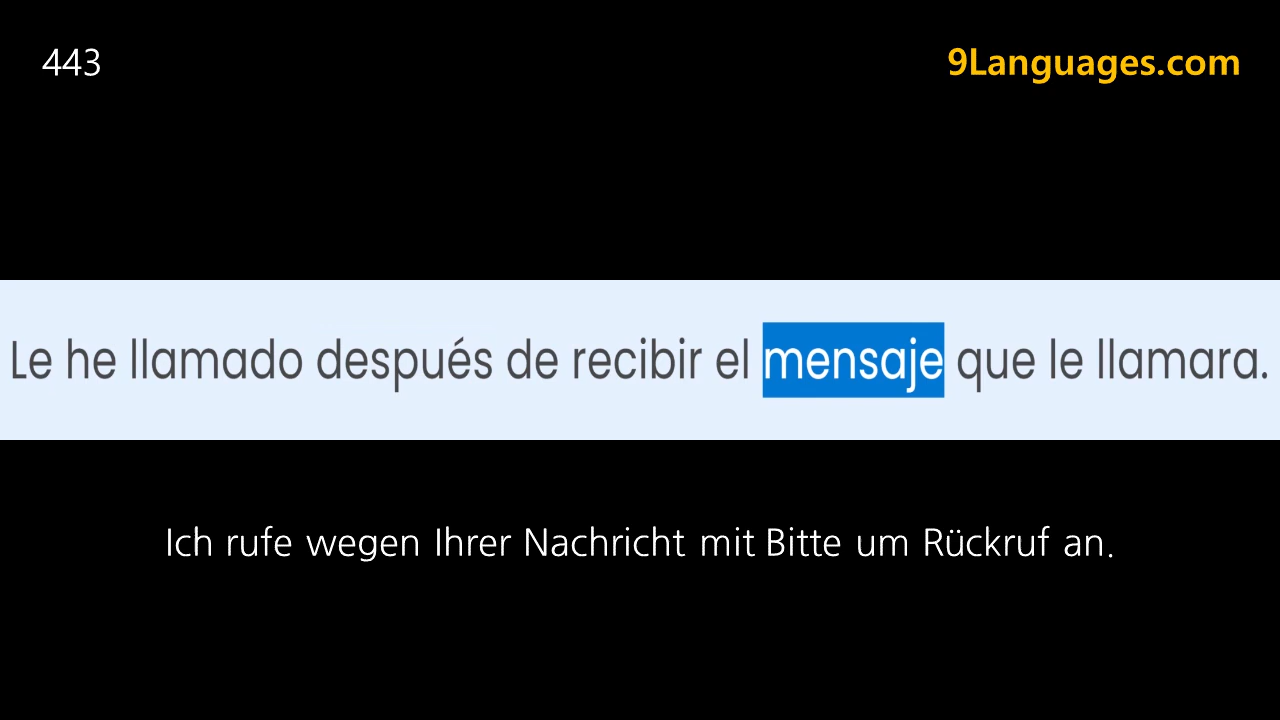 443
9Languages.com
Le he llamado después de recibir el mensaje que le llamara.
Ich rufe wegen Ihrer Nachricht mit Bitte um Rückruf an.